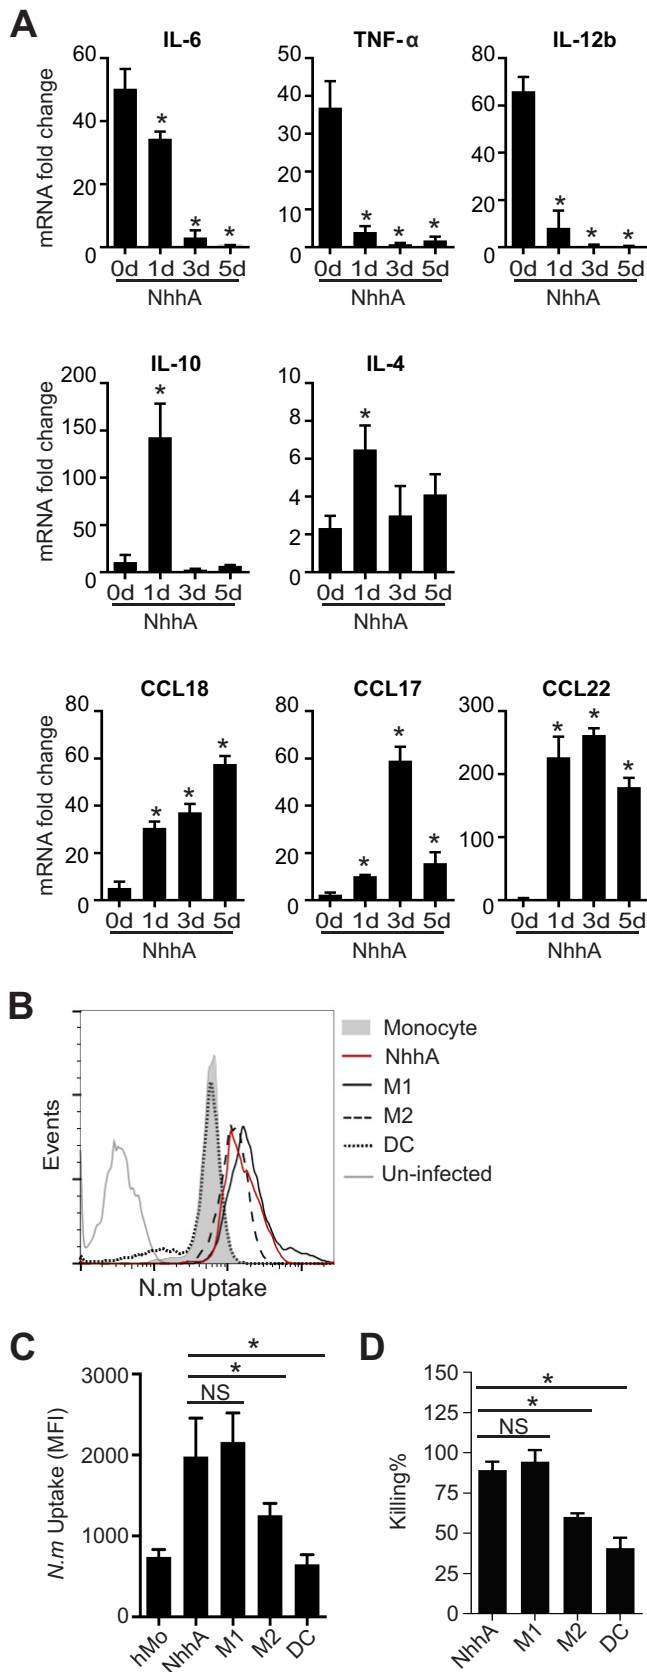 A
IL-6 TNF-α IL-12b
mRNA fold change
60 50 80
40 40 60
20 30 40
0 20 20
10 0
0
0d 1d 3d 5d 0d 1d 3d 5d 0d 1d 3d 5d
* * * * * * * * *
NhhA NhhA NhhA
IL-10 IL-4
mRNA fold change
200 10
150 8
100 6
50 4
0 2
0
* *
0d 1d 3d 5d 0d 1d 3d 5d
NhhA NhhA
CCL18 CCL17 CCL22
mRNA fold change
80 80 300
60 60 200
40 40 100
20 20 0
0 0
* * * * * * * * *
0d 1d 3d 5d 0d 1d 3d 5d 0d 1d 3d 5d
NhhA NhhA NhhA
B
Events
N.m Uptake
Monocyte
NhhA
M1
M2
DC
Un-infected
C
N.m Uptake (MFI)
3000
2000
1000
0
*
*
NS
hMo NhhA M1 M2 DC
D
Killing%
150
125
100
75
50
25
0
*
*
NS
NhhA M1 M2 DC